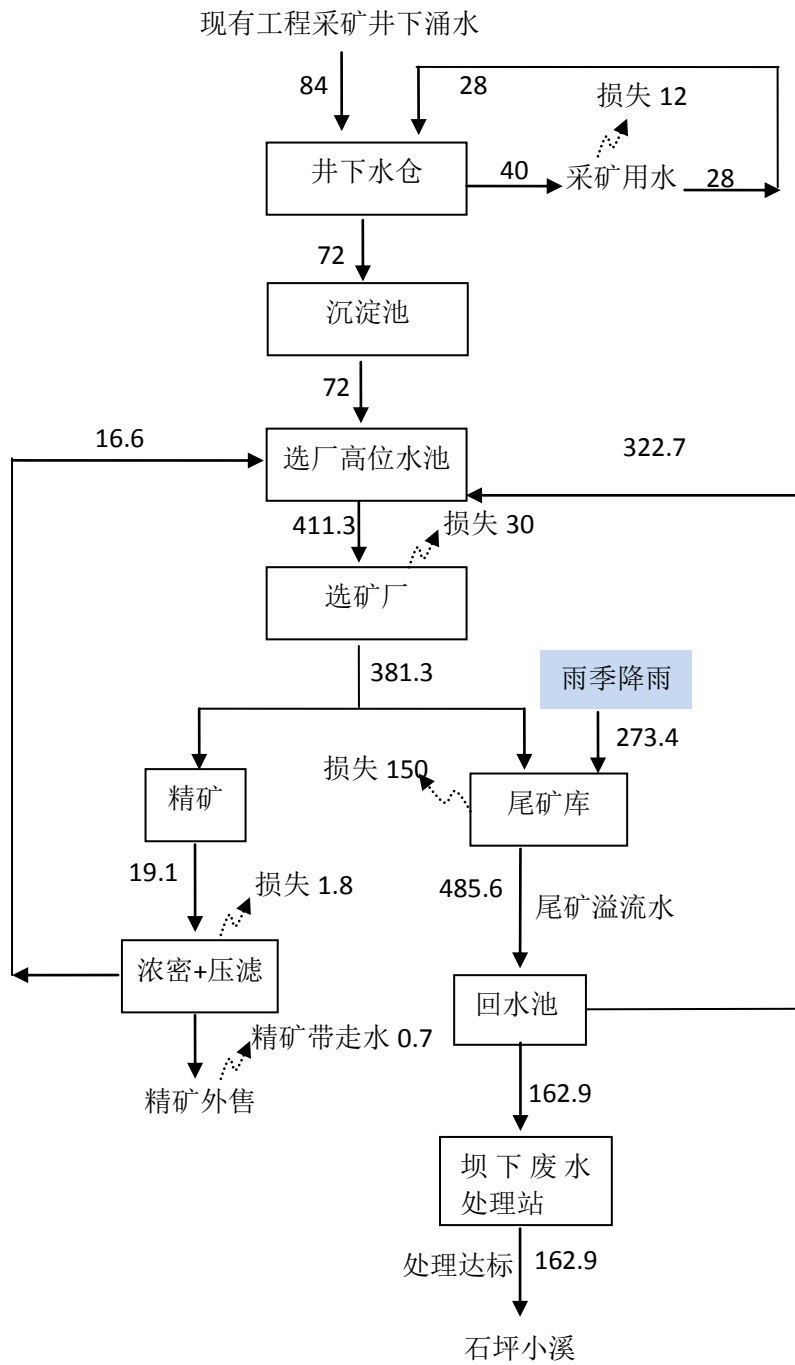 现有工程采矿井下涌水
84
28
损失 12
井下水仓
40
采矿用水
28
72
沉淀池
72
16.6
选厂高位水池
322.7
411.3
损失 30
选矿厂
381.3
雨季降雨
273.4
损失 150
精矿
尾矿库
19.1
损失 1.8
485.6
尾矿溢流水
浓密+压滤
回水池
精矿带走水 0.7
精矿外售
162.9
坝下废水
处理站
处理达标
162.9
石坪小溪